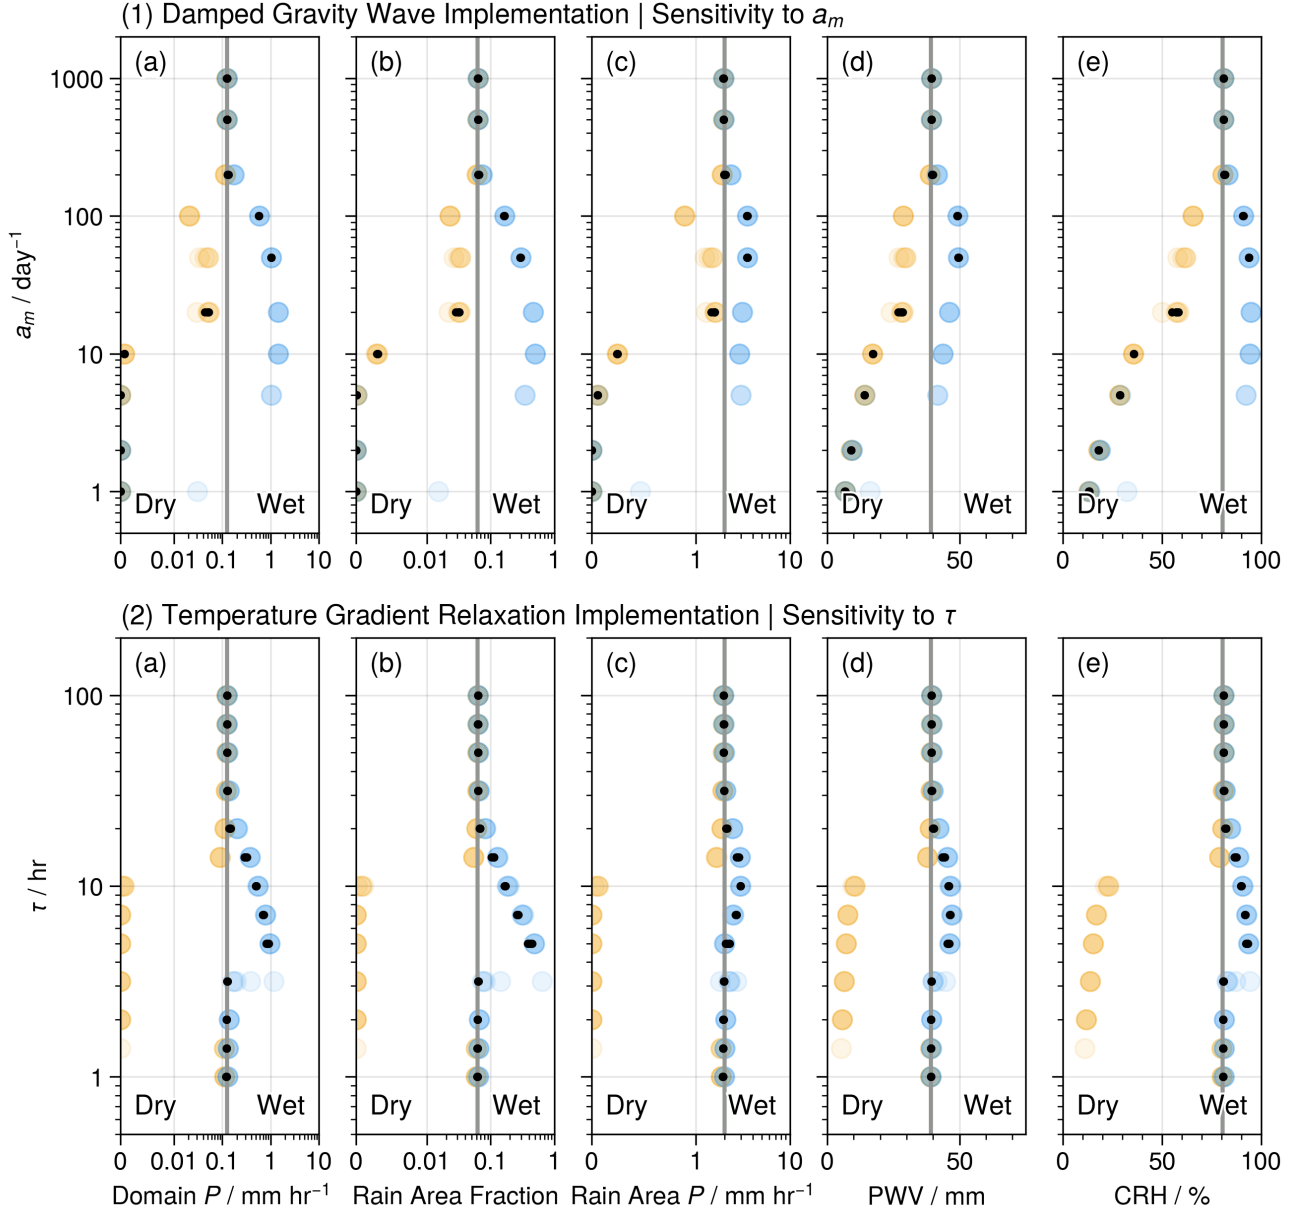 (1) Damped Gravity Wave Implementation | Sensitivity to aₘ
(a) (b) (c) (d) (e)
1000
100
10
1
aₘ / day⁻¹
Dry Wet Dry Wet Dry Wet Dry Wet Dry Wet
0 0.01 0.1 1 10 0 0.01 0.1 1 0 1 10 0 50 0 50 100
(2) Temperature Gradient Relaxation Implementation | Sensitivity to τ
(a) (b) (c) (d) (e)
100
10
1
τ / hr
Dry Wet Dry Wet Dry Wet Dry Wet Dry Wet
0 0.01 0.1 1 10 0 0.01 0.1 1 0 1 10 0 50 0 50 100
Domain P / mm hr⁻¹ Rain Area Fraction Rain Area P / mm hr⁻¹ PWV / mm CRH / %